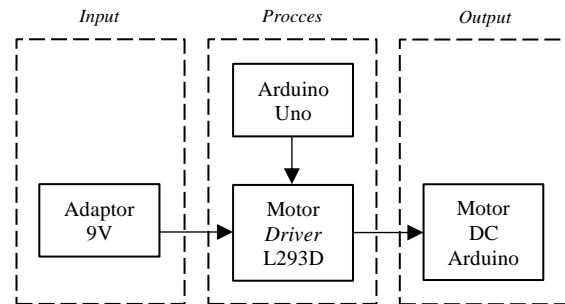 Input
Procces
Output
Arduino
Uno
Adaptor
9V
Motor
Driver
L293D
Motor
DC
Arduino